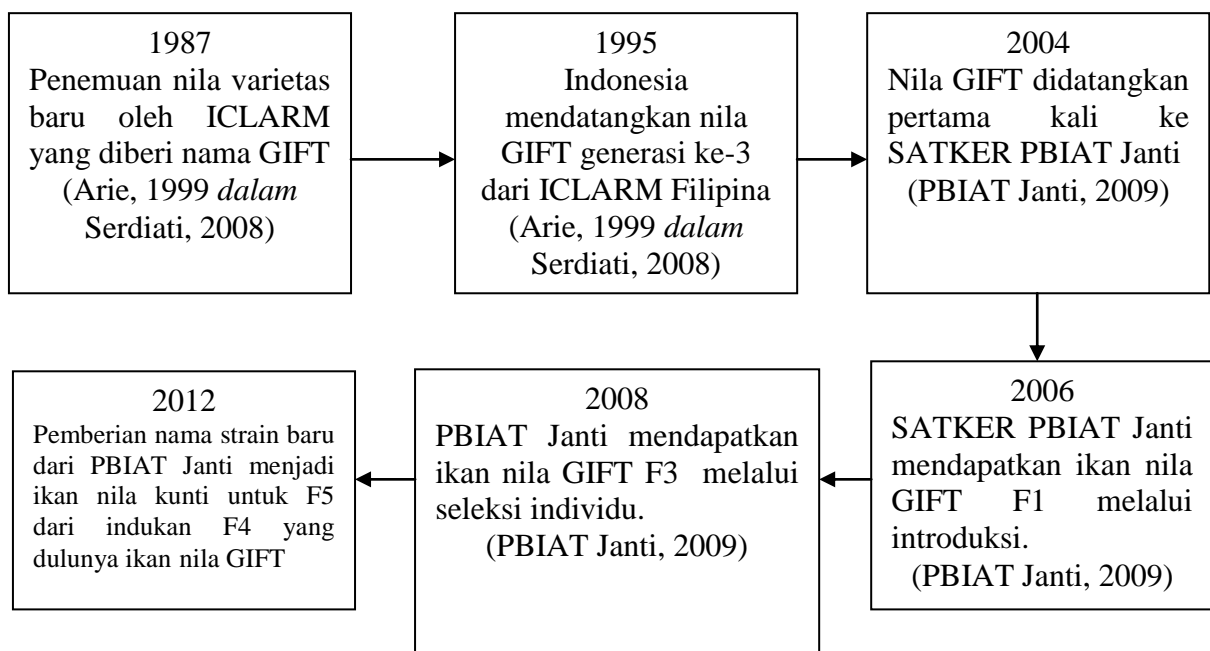 1987
Penemuan nila varietas
baru oleh ICLARM
yang diberi nama GIFT
(Arie, 1999 dalam
Serdiati, 2008)
1995
Indonesia
mendatangkan nila
GIFT generasi ke-3
dari ICLARM Filipina
(Arie, 1999 dalam
Serdiati, 2008)
2004
Nila GIFT didatangkan
pertama kali ke
SATKER PBIAT Janti
(PBIAT Janti, 2009)
2006
SATKER PBIAT Janti
mendapatkan ikan nila
GIFT F1 melalui
introduksi.
(PBIAT Janti, 2009)
2008
PBIAT Janti mendapatkan
ikan nila GIFT F3 melalui
seleksi individu.
(PBIAT Janti, 2009)
2012
Pemberian nama strain baru
dari PBIAT Janti menjadi
ikan nila kunti untuk F5
dari indukan F4 yang
dulunya ikan nila GIFT